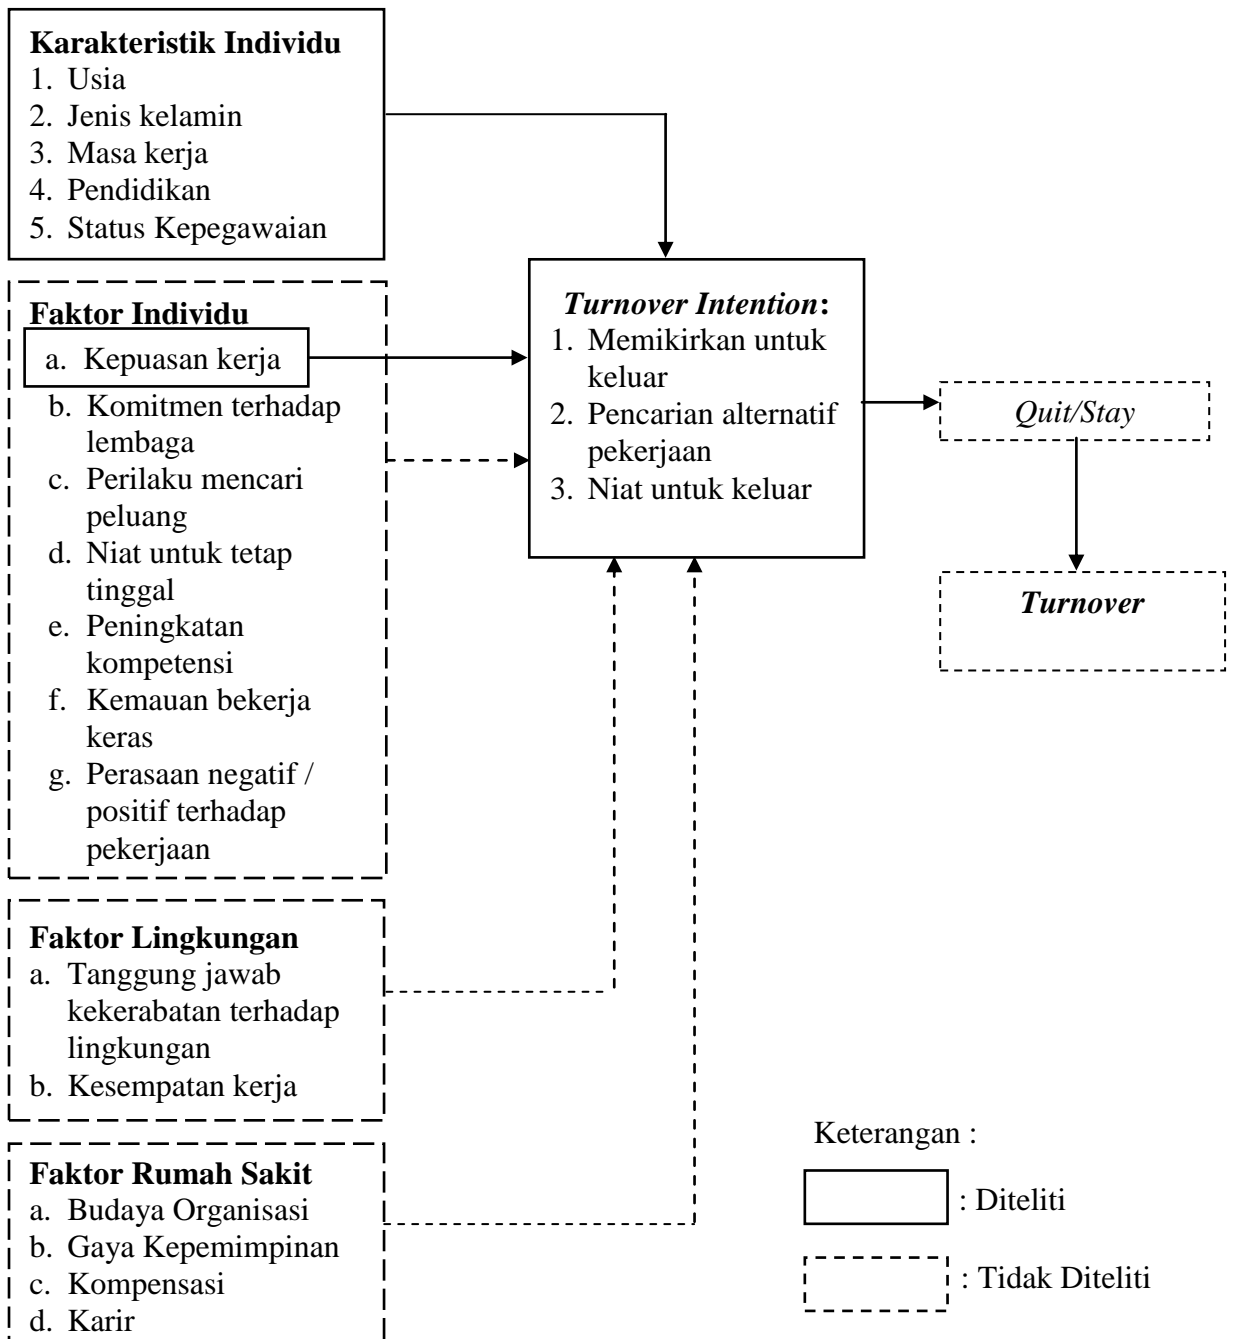 Karakteristik Individu
1. Usia
2. Jenis kelamin
3. Masa kerja
4. Pendidikan
5. Status Kepegawaian
Faktor Individu
a. Kepuasan kerja
b. Komitmen terhadap
lembaga
c. Perilaku mencari
peluang
d. Niat untuk tetap
tinggal
e. Peningkatan
kompetensi
f. Kemauan bekerja
keras
g. Perasaan negatif /
positif terhadap
pekerjaan
Faktor Lingkungan
a. Tanggung jawab
kekerabatan terhadap
lingkungan
b. Kesempatan kerja
Faktor Rumah Sakit
a. Budaya Organisasi
b. Gaya Kepemimpinan
c. Kompensasi
d. Karir
Turnover Intention:
1. Memikirkan untuk
keluar
2. Pencarian alternatif
pekerjaan
3. Niat untuk keluar
Quit/Stay
Turnover
Keterangan :
: Diteliti
: Tidak Diteliti